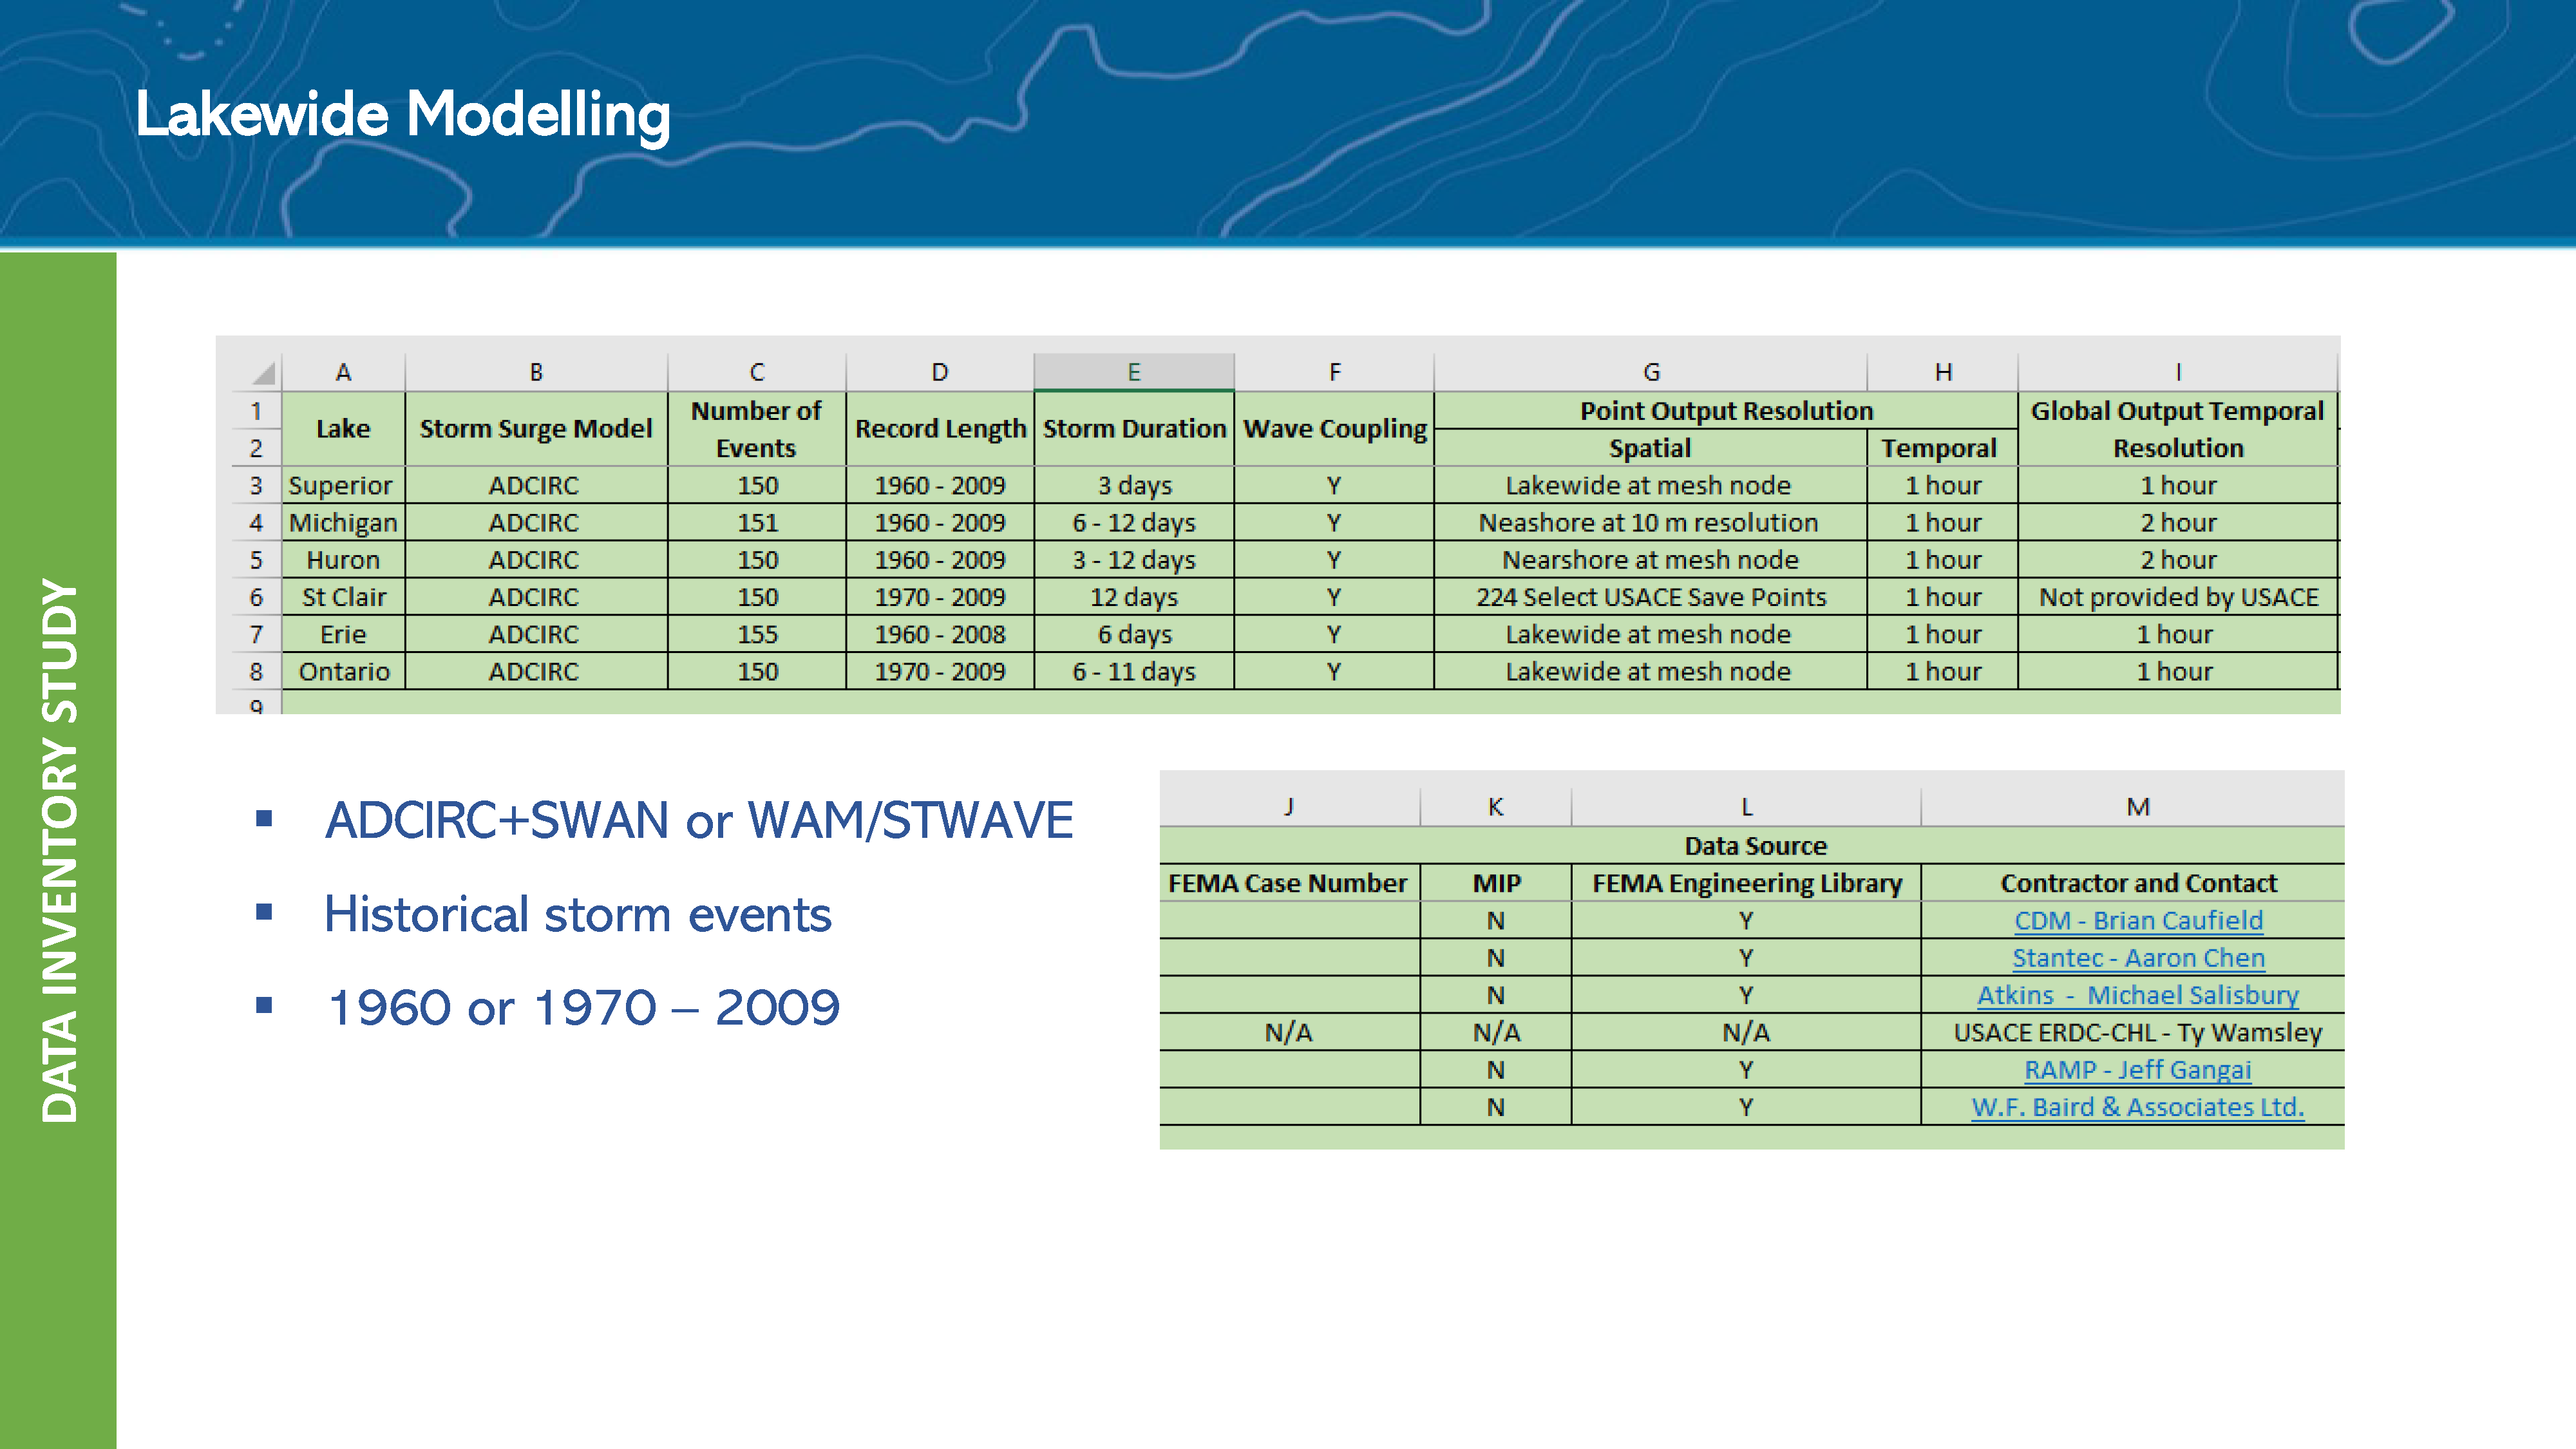 Lakewide Modelling
DATA INVENTORY STUDY
A B C D E F G H I
1 Lake Storm Surge Model Number of Record Length Storm Duration Wave Coupling Point Output Resolution Global Output Temporal
2 Events Spatial Temporal Resolution
3 Superior ADCIRC 150 1960 - 2009 3 days Y Lakewide at mesh node 1 hour 1 hour
4 Michigan ADCIRC 151 1960 - 2009 6 - 12 days Y Neashore at 10 m resolution 1 hour 2 hour
5 Huron ADCIRC 150 1960 - 2009 3 - 12 days Y Nearshore at mesh node 1 hour 2 hour
6 St Clair ADCIRC 150 1970 - 2009 12 days Y 224 Select USACE Save Points 1 hour Not provided by USACE
7 Erie ADCIRC 155 1960 - 2008 6 days Y Lakewide at mesh node 1 hour 1 hour
8 Ontario ADCIRC 150 1970 - 2009 6 - 11 days Y Lakewide at mesh node 1 hour 1 hour
9
▪ ADCIRC+SWAN or WAM/STWAVE
▪ Historical storm events
▪ 1960 or 1970 – 2009
J K L M
Data Source
FEMA Case Number MIP FEMA Engineering Library Contractor and Contact
N Y CDM - Brian Caufield
N Y Stantec - Aaron Chen
N Y Atkins - Michael Salisbury
N/A N/A N/A USACE ERDC-CHL - Ty Wamsley
N Y RAMP - Jeff Gangai
N Y W.F. Baird & Associates Ltd.